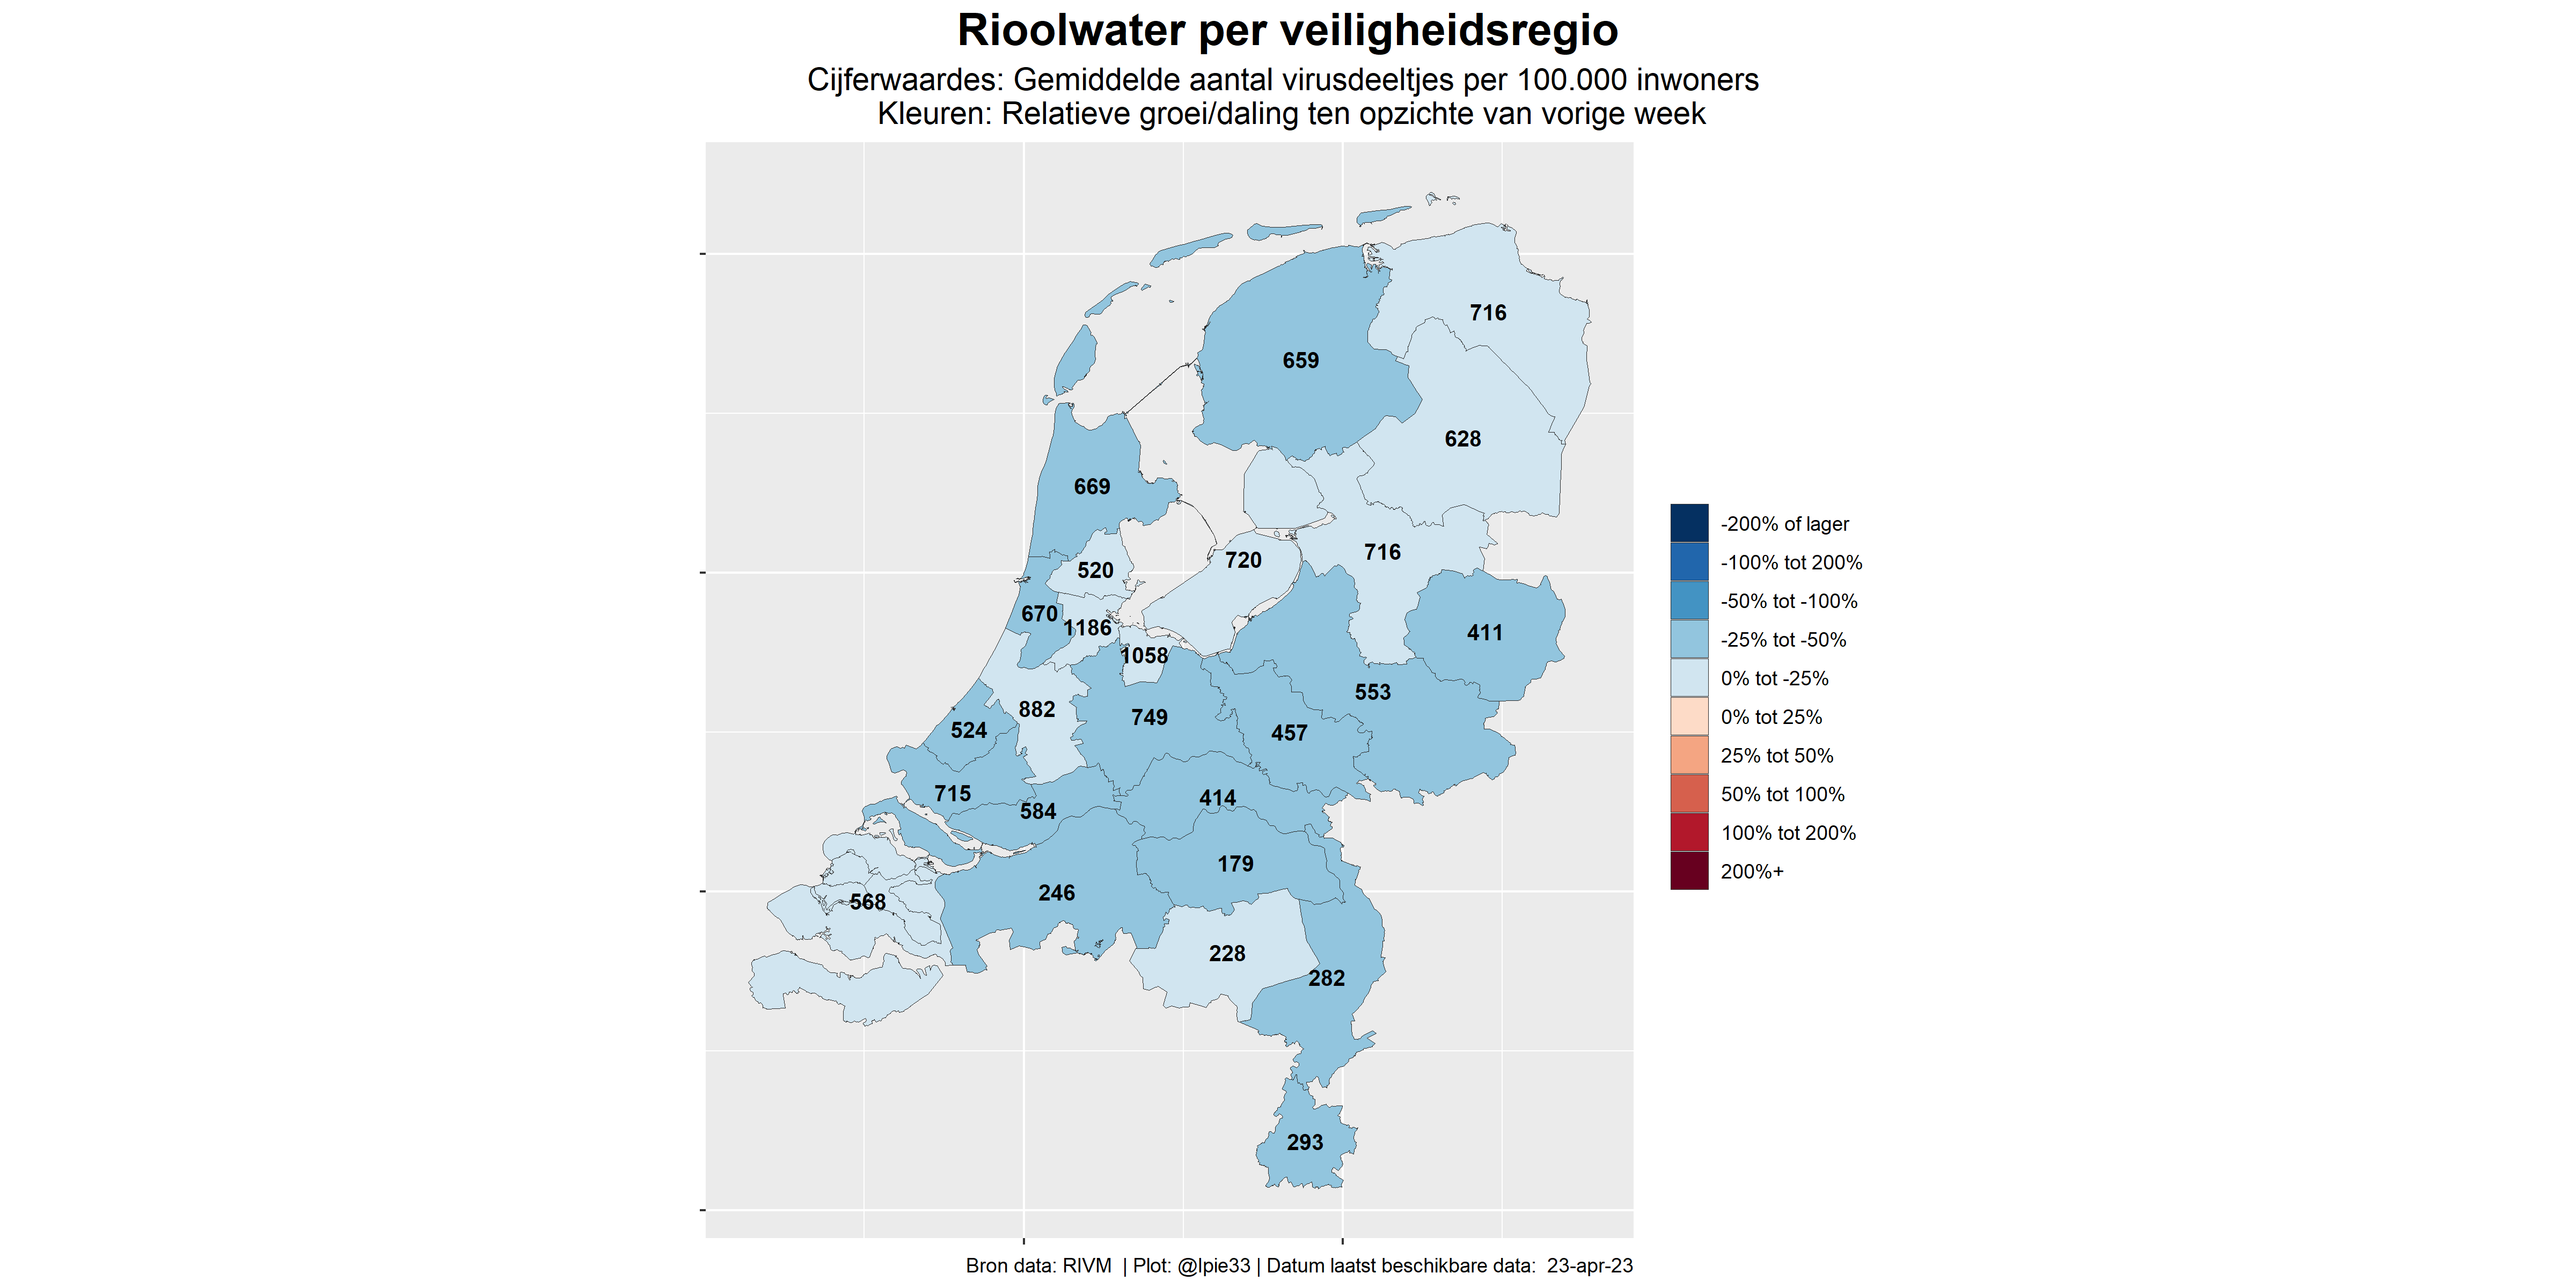 Rioolwater per veiligheidsregio
Cijferwaardes: Gemiddelde aantal virusdeeltjes per 100.000 inwoners
Kleuren: Relatieve groei/daling ten opzichte van vorige week
716
659
628
669
716
720
520
670
1186
411
1058
553
882
749
524
457
715
414
584
179
246
568
228
282
293
-200% of lager
-100% tot 200%
-50% tot -100%
-25% tot -50%
0% tot -25%
0% tot 25%
25% tot 50%
50% tot 100%
100% tot 200%
200%+
Bron data: RIVM | Plot: @lpie33 | Datum laatst beschikbare data: 23-apr-23